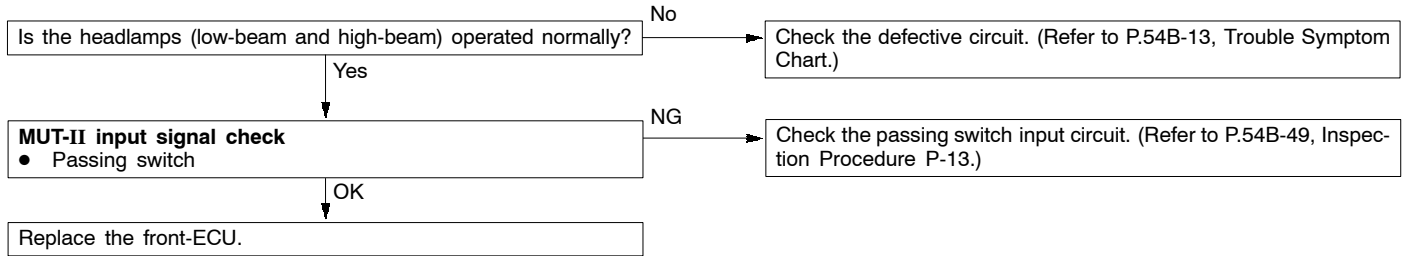 Is the headlamps (low-beam and high-beam) operated normally?
No
Check the defective circuit. (Refer to P.54B-13, Trouble Symptom
Chart.)
Yes
MUT-II input signal check
● Passing switch
NG
Check the passing switch input circuit. (Refer to P.54B-49, Inspec-
tion Procedure P-13.)
OK
Replace the front-ECU.